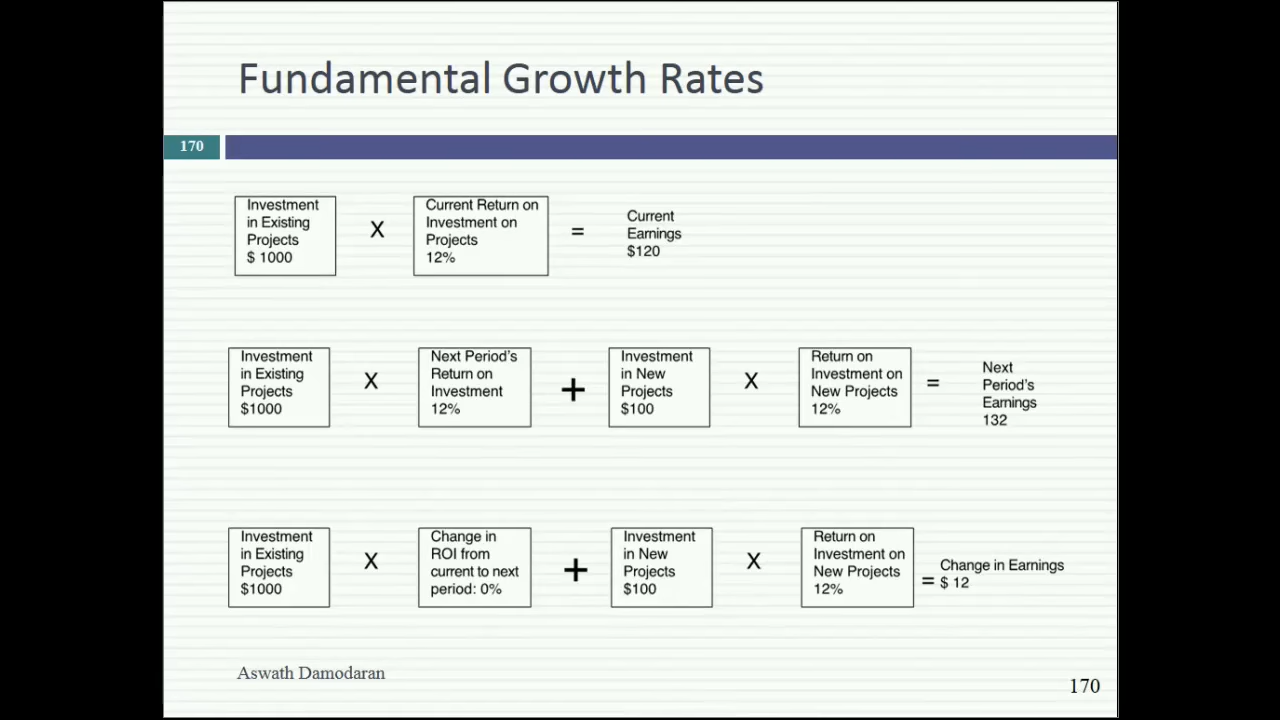 Fundamental Growth Rates
170
Investment
in Existing
Projects
$ 1000
X
Current Return on
Investment on
Projects
12%
=
Current
Earnings
$120
Investment
in Existing
Projects
$1000
X
Next Period's
Return on
Investment
12%
+
Investment
in New
Projects
$100
X
Return on
Investment on
New Projects
12%
=
Next
Period's
Earnings
132
Investment
in Existing
Projects
$1000
X
Change in
ROI from
current to next
period: 0%
+
Investment
in New
Projects
$100
X
Return on
Investment on
New Projects
12%
=
Change in Earnings
$ 12
Aswath Damodaran
170